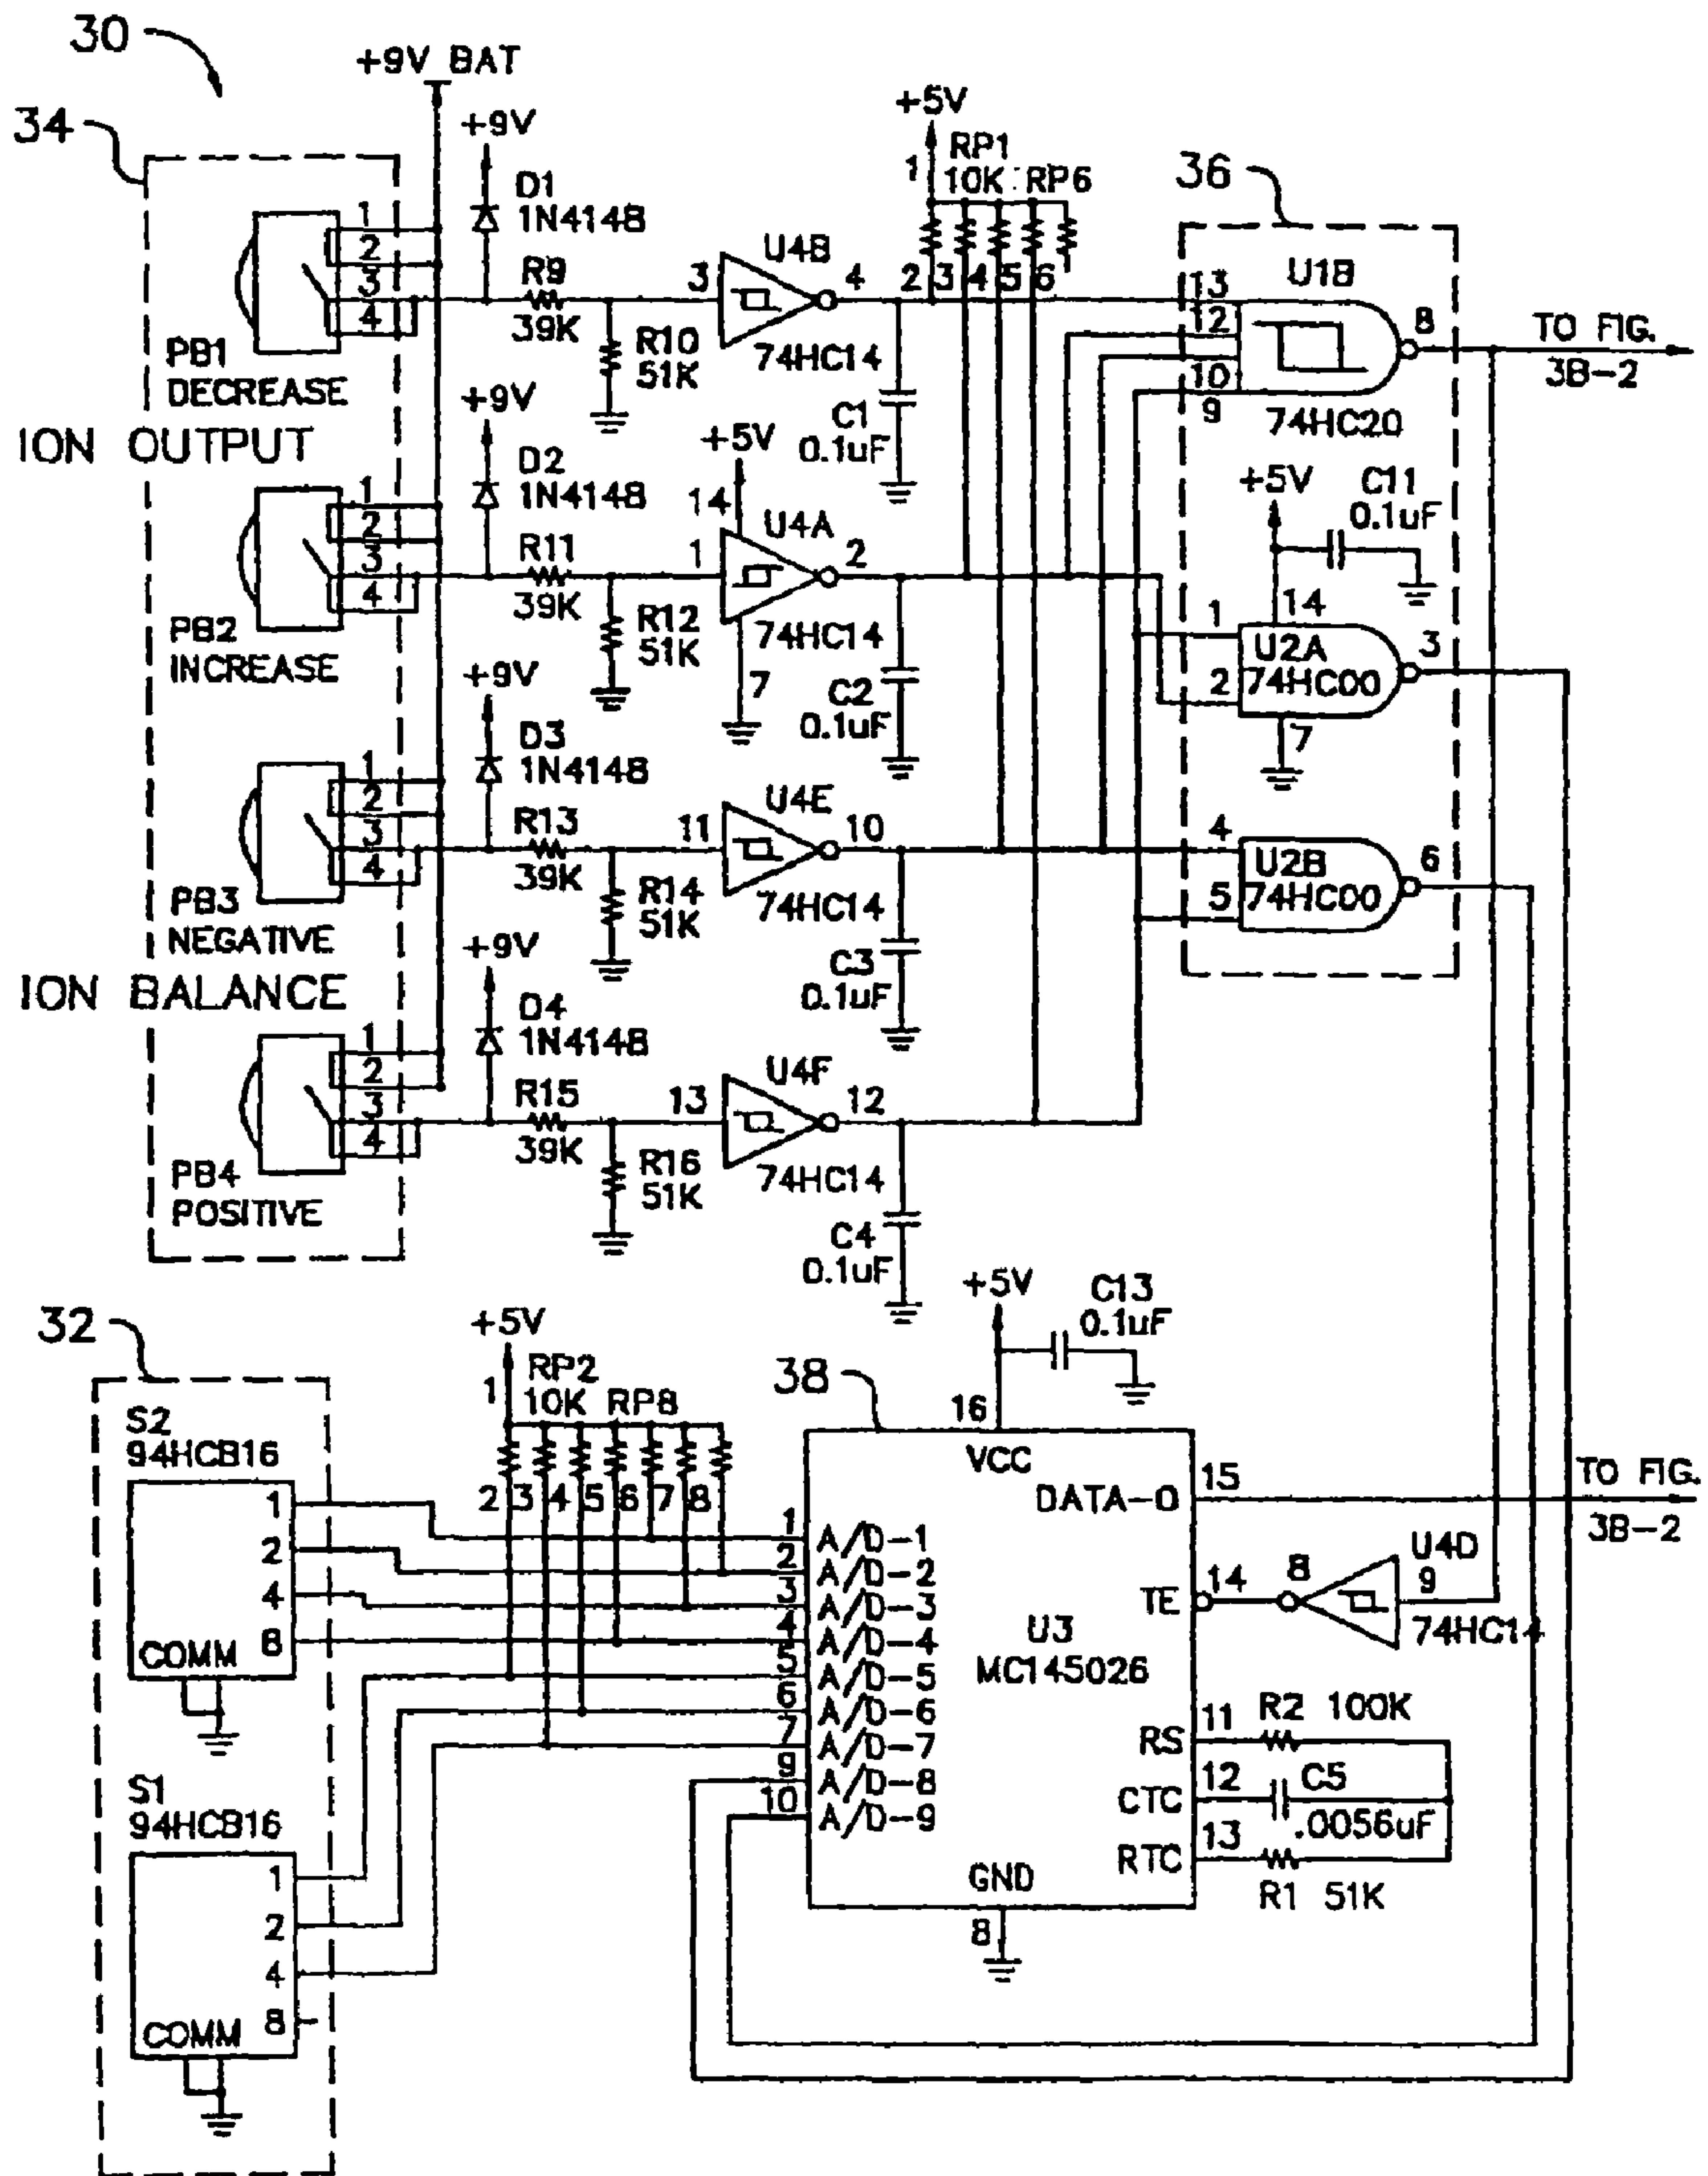 30
+9V BAT
34
+9V
+5V
D1
1N4148
RP1
10K
RP6
1
36
1
2
3
4
R9
39K
3
U4B
4
2
3
4
5
6
U1B
13
12
10
9
8
TO FIG.
3B-2
PB1
DECREASE
R10
51K
74HC14
C1
0.1uF
74HC20
ION OUTPUT
+9V
D2
1N4148
+5V
14
+5V
C11
0.1uF
1
2
3
4
R11
39K
1
U4A
2
PB2
INCREASE
R12
51K
74HC14
7
C2
0.1uF
1
2
14
U2A
74HC00
3
7
+9V
D3
1N4148
1
2
3
4
R13
39K
11
U4E
10
4
5
U2B
74HC00
6
PB3
NEGATIVE
R14
51K
74HC14
C3
0.1uF
ION BALANCE
+9V
D4
1N4148
1
2
3
4
R15
39K
13
U4F
12
PB4
POSITIVE
R16
51K
74HC14
C4
0.1uF
32
+5V
RP2
10K
RP8
1
38
+5V
C13
0.1uF
16
S2
94HCB16
1
2
4
8
COMM
2
3
4
5
6
7
8
VCC
DATA-O
15
TO FIG.
3B-2
1
A/D-1
2
A/D-2
3
A/D-3
4
A/D-4
5
A/D-5
6
A/D-6
7
A/D-7
9
A/D-8
10
A/D-9
TE
14
8
U4D
9
74HC14
U3
MC145026
RS
11
R2 100K
CTC
12
C5
.0056uF
RTC
13
R1 51K
GND
8
S1
94HCB16
1
2
4
8
COMM